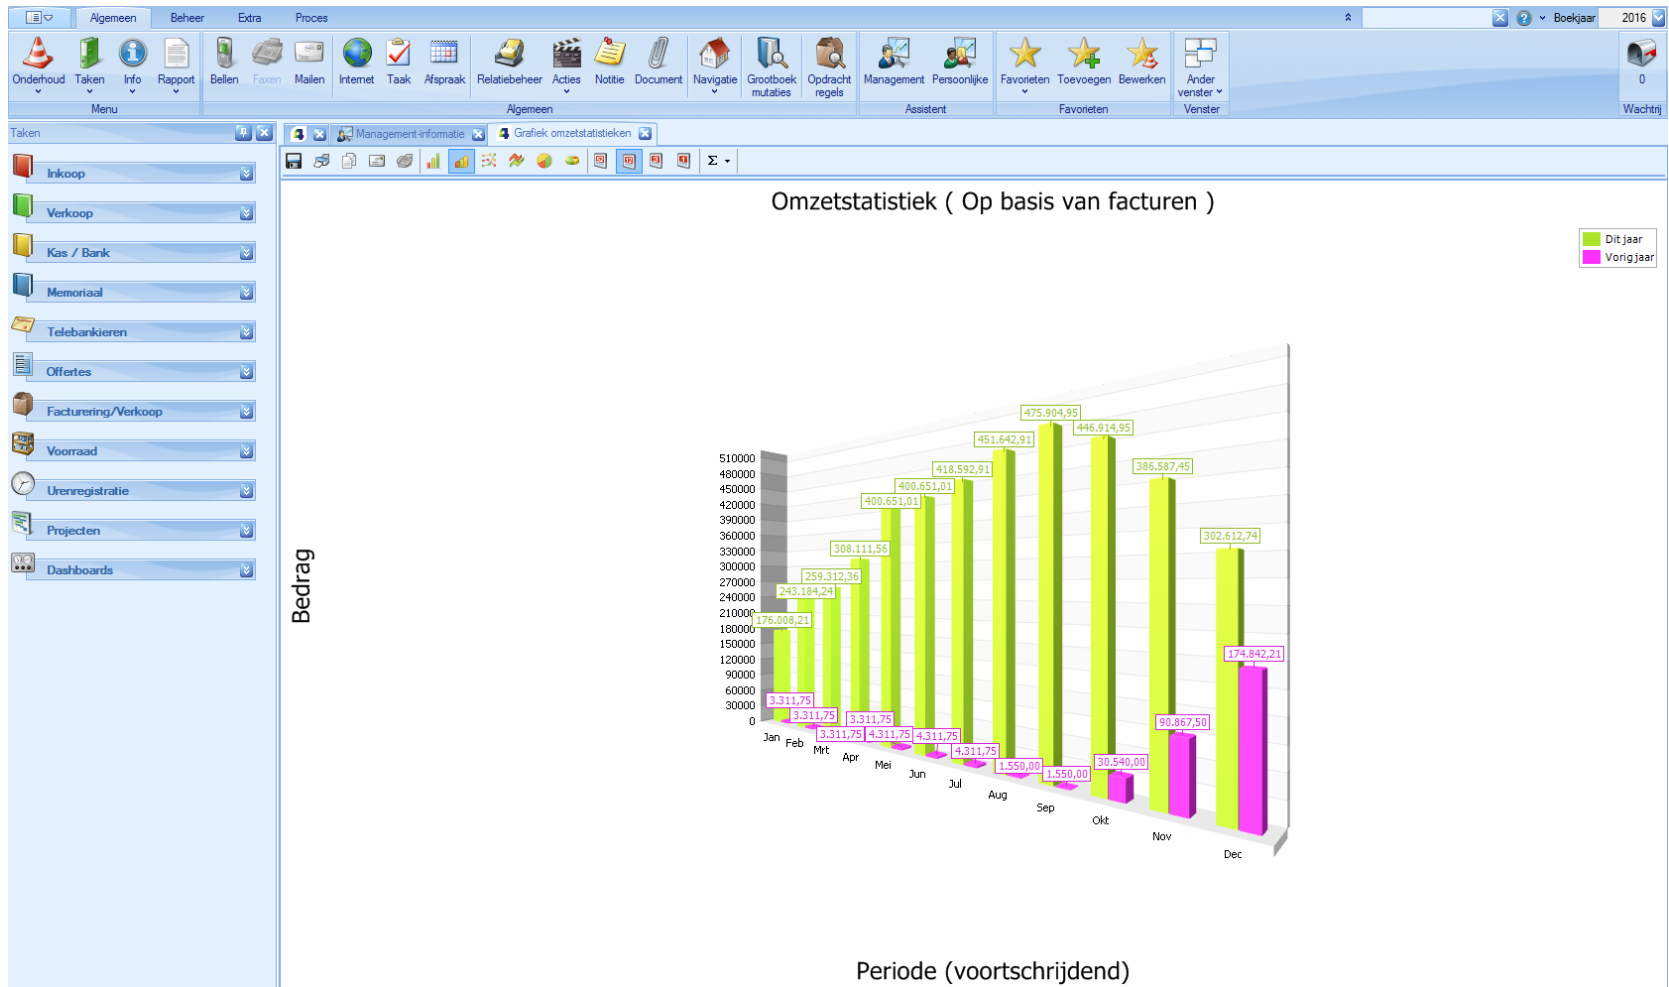 Algemeen Beheer Extra Proces Boekjaar 2016
Onderhoud Taken Info Rapport Bellen Faxen Mailen Internet Taak Afspraak Relatiebeheer Acties Notitie Document Navigatie Grootboek mutaties Opdracht regels Management Persoonlijke Favorieten Toevoegen Bewerken Ander venster 0
Menu Algemeen Assistent Favorieten Venster Wachtrij
Taken
4 Management-informatie 4 Grafiek omzetstatistieken
Inkoop
Verkoop
Kas / Bank
Memoriaal
Telebankieren
Offertes
Facturering/Verkoop
Voorraad
Urenregistratie
Projecten
Dashboards
52 12 3 1 Σ
Omzetstatistiek ( Op basis van facturen )
Dit jaar
Vorig jaar
Bedrag
510000
480000
450000
420000
390000
360000
330000
300000
270000
240000
210000
180000
150000
120000
90000
60000
30000
0
176.008,21
243.184,24
259.312,36
308.111,56
400.651,01
400.651,01
418.592,91
451.642,91
475.904,95
446.914,95
386.587,45
302.612,74
3.311,75
3.311,75
3.311,75
3.311,75
4.311,75
4.311,75
4.311,75
1.550,00
1.550,00
30.540,00
90.867,50
174.842,21
Jan Feb Mrt Apr Mei Jun Jul Aug Sep Okt Nov Dec
Periode (voortschrijdend)